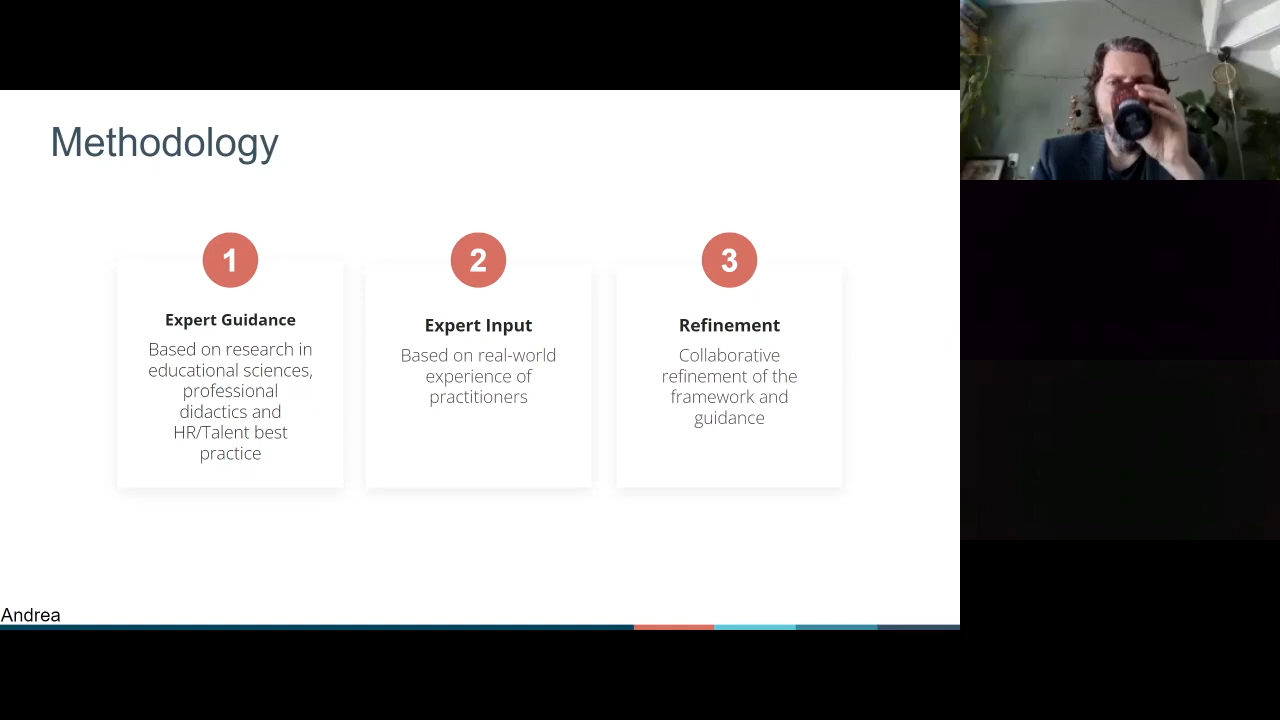 Methodology
1
Expert Guidance
Based on research in
educational sciences,
professional
didactics and
HR/Talent best
practice
2
Expert Input
Based on real-world
experience of
practitioners
3
Refinement
Collaborative
refinement of the
framework and
guidance
Andrea